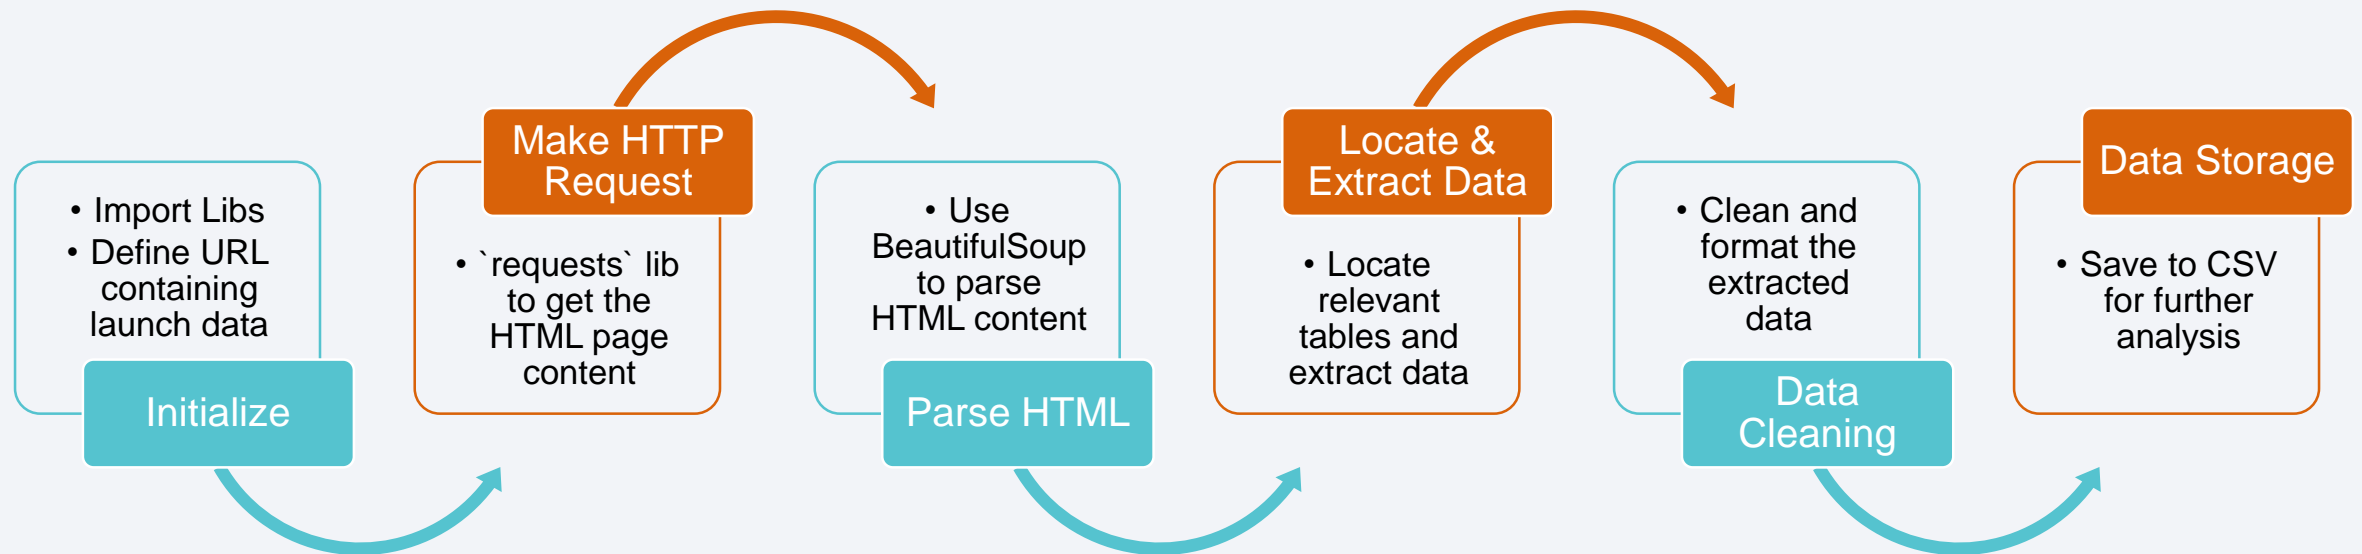 • Import Libs
• Define URL
containing
launch data
Initialize
Make HTTP
Request
• `requests` lib
to get the
HTML page
content
• Use
BeautifulSoup
to parse
HTML content
Parse HTML
Locate &
Extract Data
• Locate
relevant
tables and
extract data
• Clean and
format the
extracted
data
Data
Cleaning
Data Storage
• Save to CSV
for further
analysis